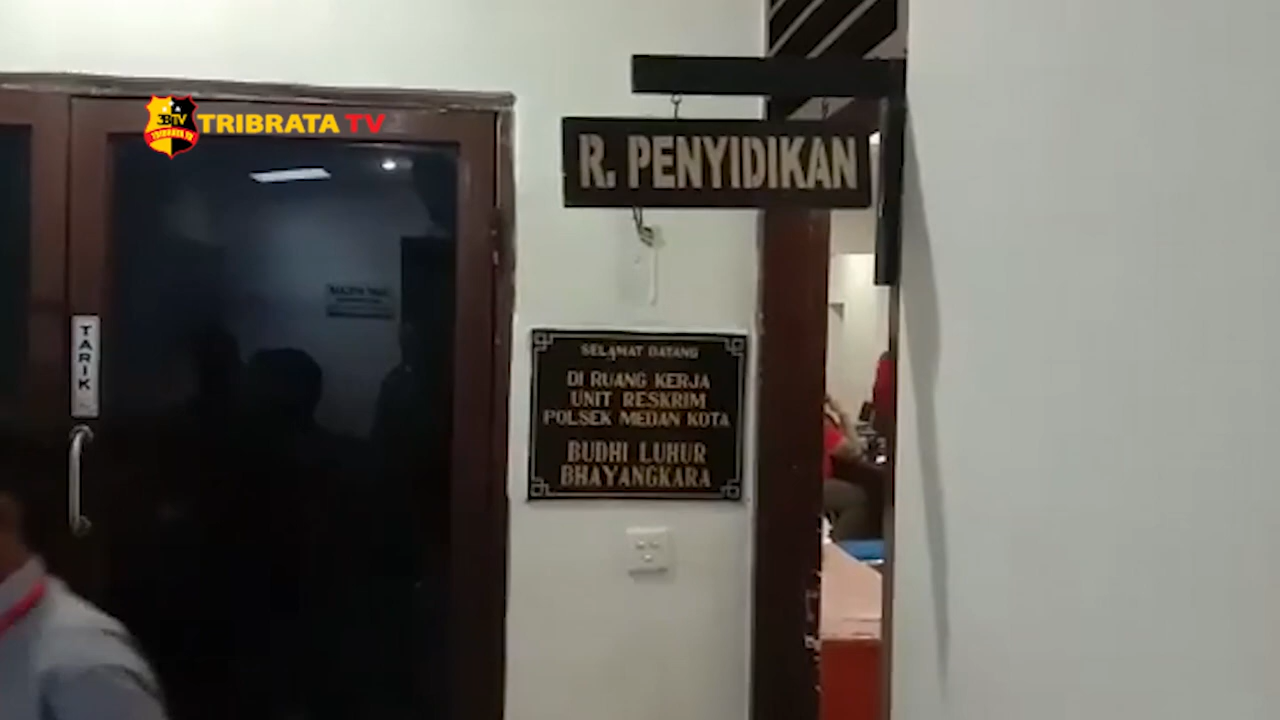 TRIBRATA TV
R. PENYIDIKAN
TARIK
SELAMAT DATANG
DI RUANG KERJA
UNIT RESKRIM
POLSEK MEDAN KOTA
BUDHI LUHUR
BHAYANGKARA